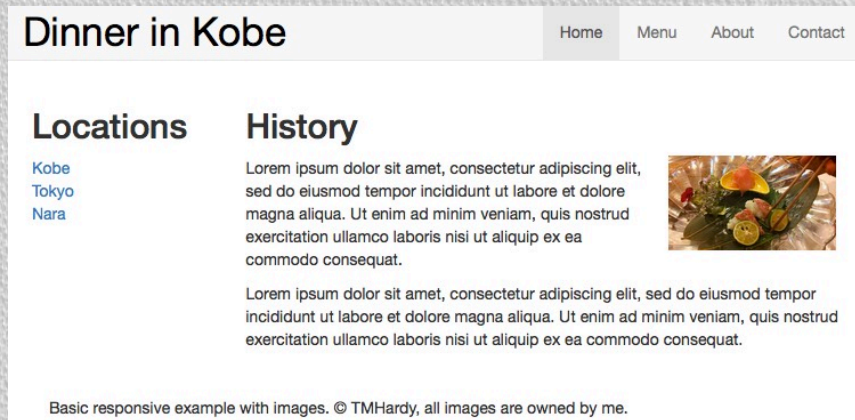 Dinner in Kobe
Home Menu About Contact
Locations
Kobe
Tokyo
Nara
History
Lorem ipsum dolor sit amet, consectetur adipiscing elit,
sed do eiusmod tempor incididunt ut labore et dolore
magna aliqua. Ut enim ad minim veniam, quis nostrud
exercitation ullamco laboris nisi ut aliquip ex ea
commodo consequat.
Lorem ipsum dolor sit amet, consectetur adipiscing elit, sed do eiusmod tempor
incididunt ut labore et dolore magna aliqua. Ut enim ad minim veniam, quis nostrud
exercitation ullamco laboris nisi ut aliquip ex ea commodo consequat.
Basic responsive example with images. © TMHardy, all images are owned by me.